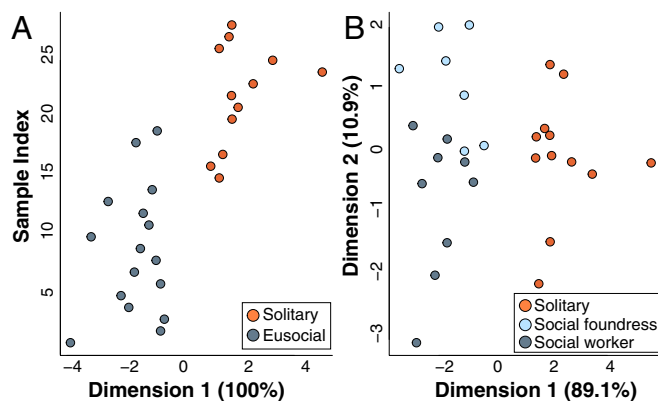 A
Sample Index
25
20
15
10
5
Solitary
Eusocial
−4 −2 0 2 4
Dimension 1 (100%)
B
Dimension 2 (10.9%)
2
1
0
−1
−2
−3
Solitary
Social foundress
Social worker
−4 −2 0 2 4
Dimension 1 (89.1%)